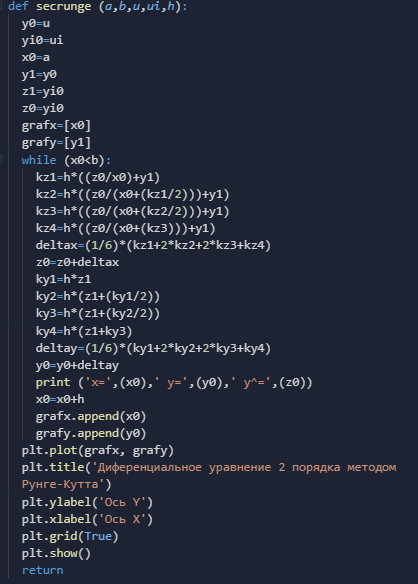 def secrunge (a,b,u,ui,h):
y0=u
yi0=ui
x0=a
y1=y0
z1=yi0
z0=yi0
grafx=[x0]
grafy=[y1]
while (x0<b):
kz1=h*((z0/x0)+y1)
kz2=h*((z0/(x0+(kz1/2)))+y1)
kz3=h*((z0/(x0+(kz2/2)))+y1)
kz4=h*((z0/(x0+(kz3)))+y1)
deltax=(1/6)*(kz1+2*kz2+2*kz3+kz4)
z0=z0+deltax
ky1=h*z1
ky2=h*(z1+(ky1/2))
ky3=h*(z1+(ky2/2))
ky4=h*(z1+ky3)
deltay=(1/6)*(ky1+2*ky2+2*ky3+ky4)
y0=y0+deltay
print ('x=',(x0),' y=',(y0),' y^=',(z0))
x0=x0+h
grafx.append(x0)
grafy.append(y0)
plt.plot(grafx, grafy)
plt.title('Диференциальное уравнение 2 порядка методом
Рунге-Кутта')
plt.ylabel('Ось Y')
plt.xlabel('Ось X')
plt.grid(True)
plt.show()
return